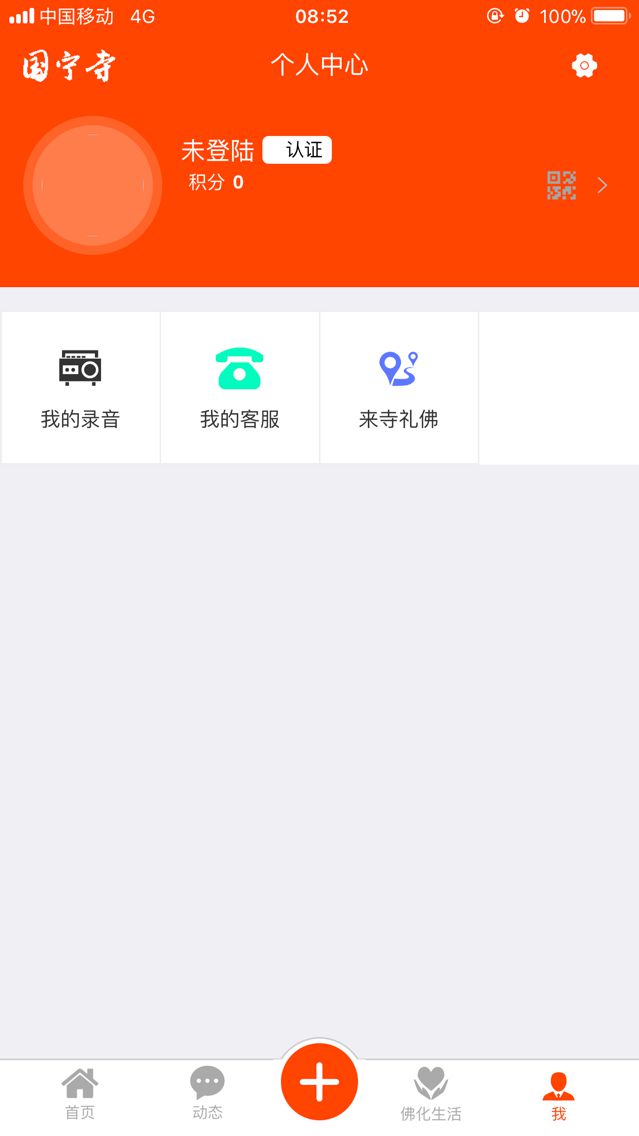 中国移动 4G 08:52 100%
国宁寺 个人中心
未登陆 认证
积分 0
我的录音 我的客服 来寺礼佛
首页 动态 佛化生活 我